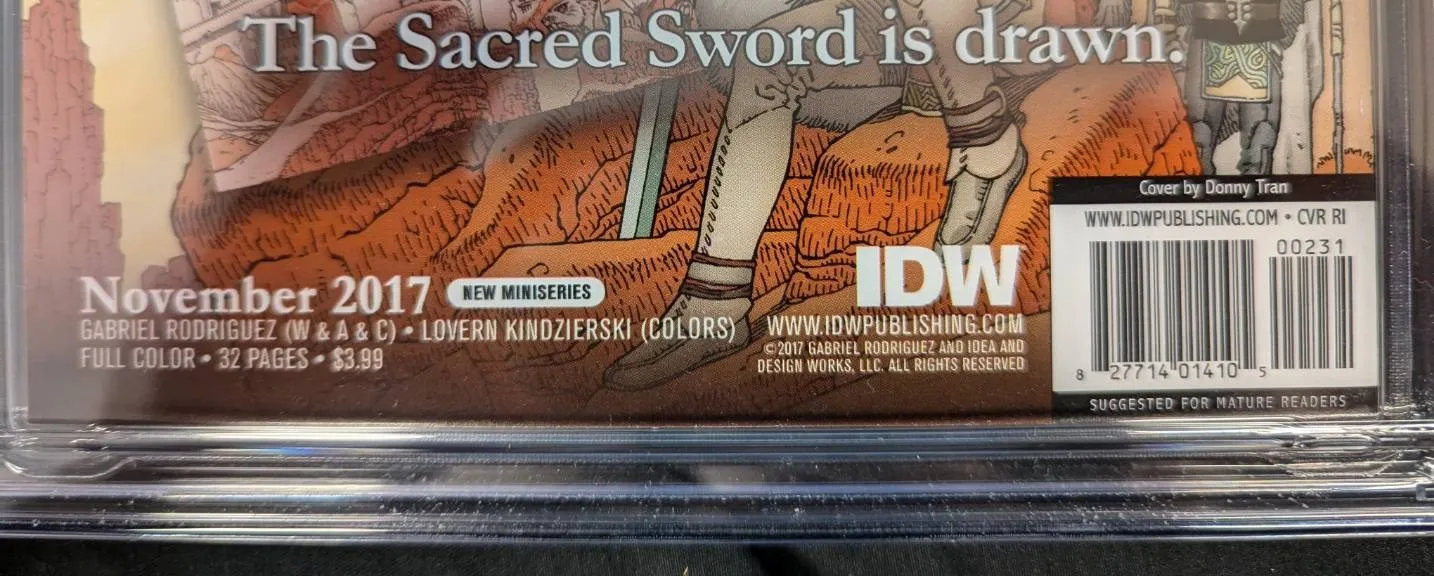 The Sacred Sword is drawn.
November 2017 NEW MINISERIES
GABRIEL RODRIGUEZ (W & A & C) • LOVERN KINDZIERSKI (COLORS)
FULL COLOR • 32 PAGES • $3.99
IDW
WWW.IDWPUBLISHING.COM
© 2017 GABRIEL RODRIGUEZ AND IDEA AND
DESIGN WORKS, LLC. ALL RIGHTS RESERVED
Cover by Donny Tran
WWW.IDWPUBLISHING.COM • CVR RI
00231
8 27714 01410 5
SUGGESTED FOR MATURE READERS